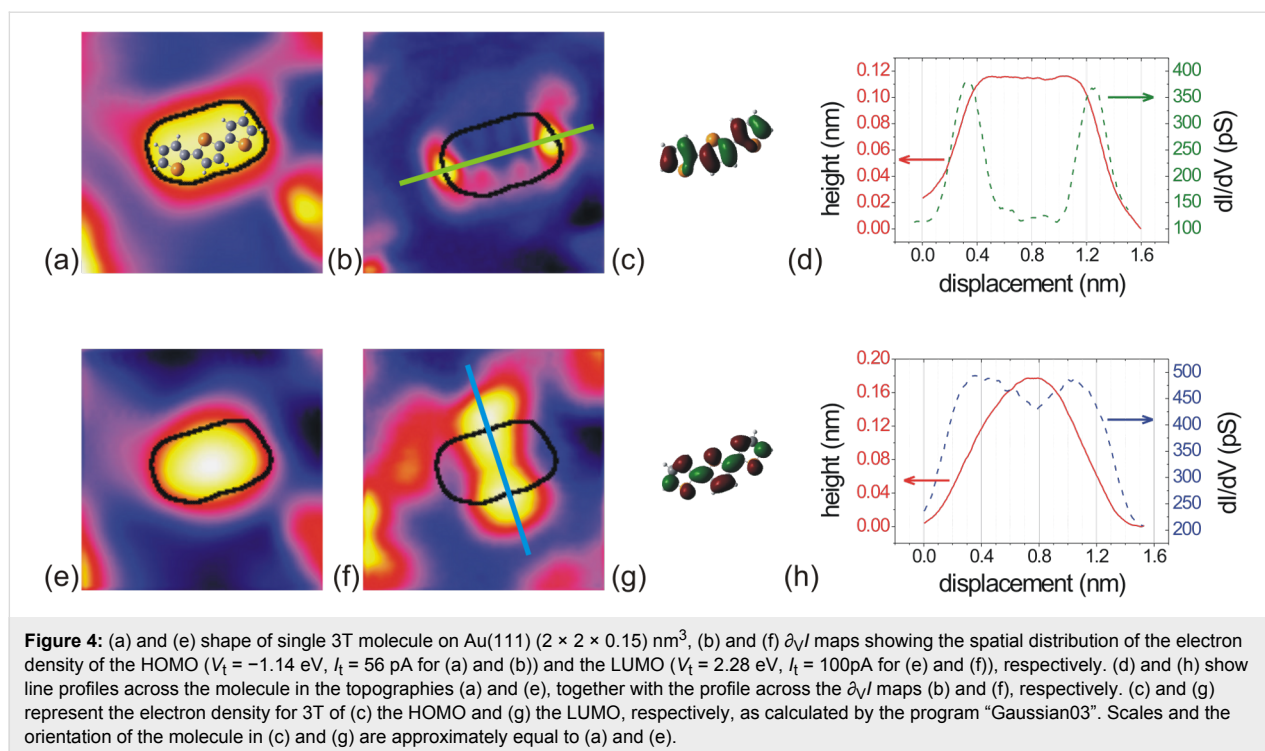 (a)
(b)
(c)
(d)
0.12
0.10
0.08
0.06
0.04
0.02
0.00
height (nm)
400
350
300
250
200
150
100
dI/dV (pS)
0.0 0.4 0.8 1.2 1.6
displacement (nm)
(e)
(f)
(g)
(h)
0.20
0.16
0.12
0.08
0.04
0.00
height (nm)
500
450
400
350
300
250
200
dI/dV (pS)
0.0 0.4 0.8 1.2 1.6
displacement (nm)
Figure 4: (a) and (e) shape of single 3T molecule on Au(111) (2 × 2 × 0.15) nm³, (b) and (f) ∂VI maps showing the spatial distribution of the electron
density of the HOMO (Vt = −1.14 eV, It = 56 pA for (a) and (b)) and the LUMO (Vt = 2.28 eV, It = 100pA for (e) and (f)), respectively. (d) and (h) show
line profiles across the molecule in the topographies (a) and (e), together with the profile across the ∂VI maps (b) and (f), respectively. (c) and (g)
represent the electron density for 3T of (c) the HOMO and (g) the LUMO, respectively, as calculated by the program “Gaussian03”. Scales and the
orientation of the molecule in (c) and (g) are approximately equal to (a) and (e).